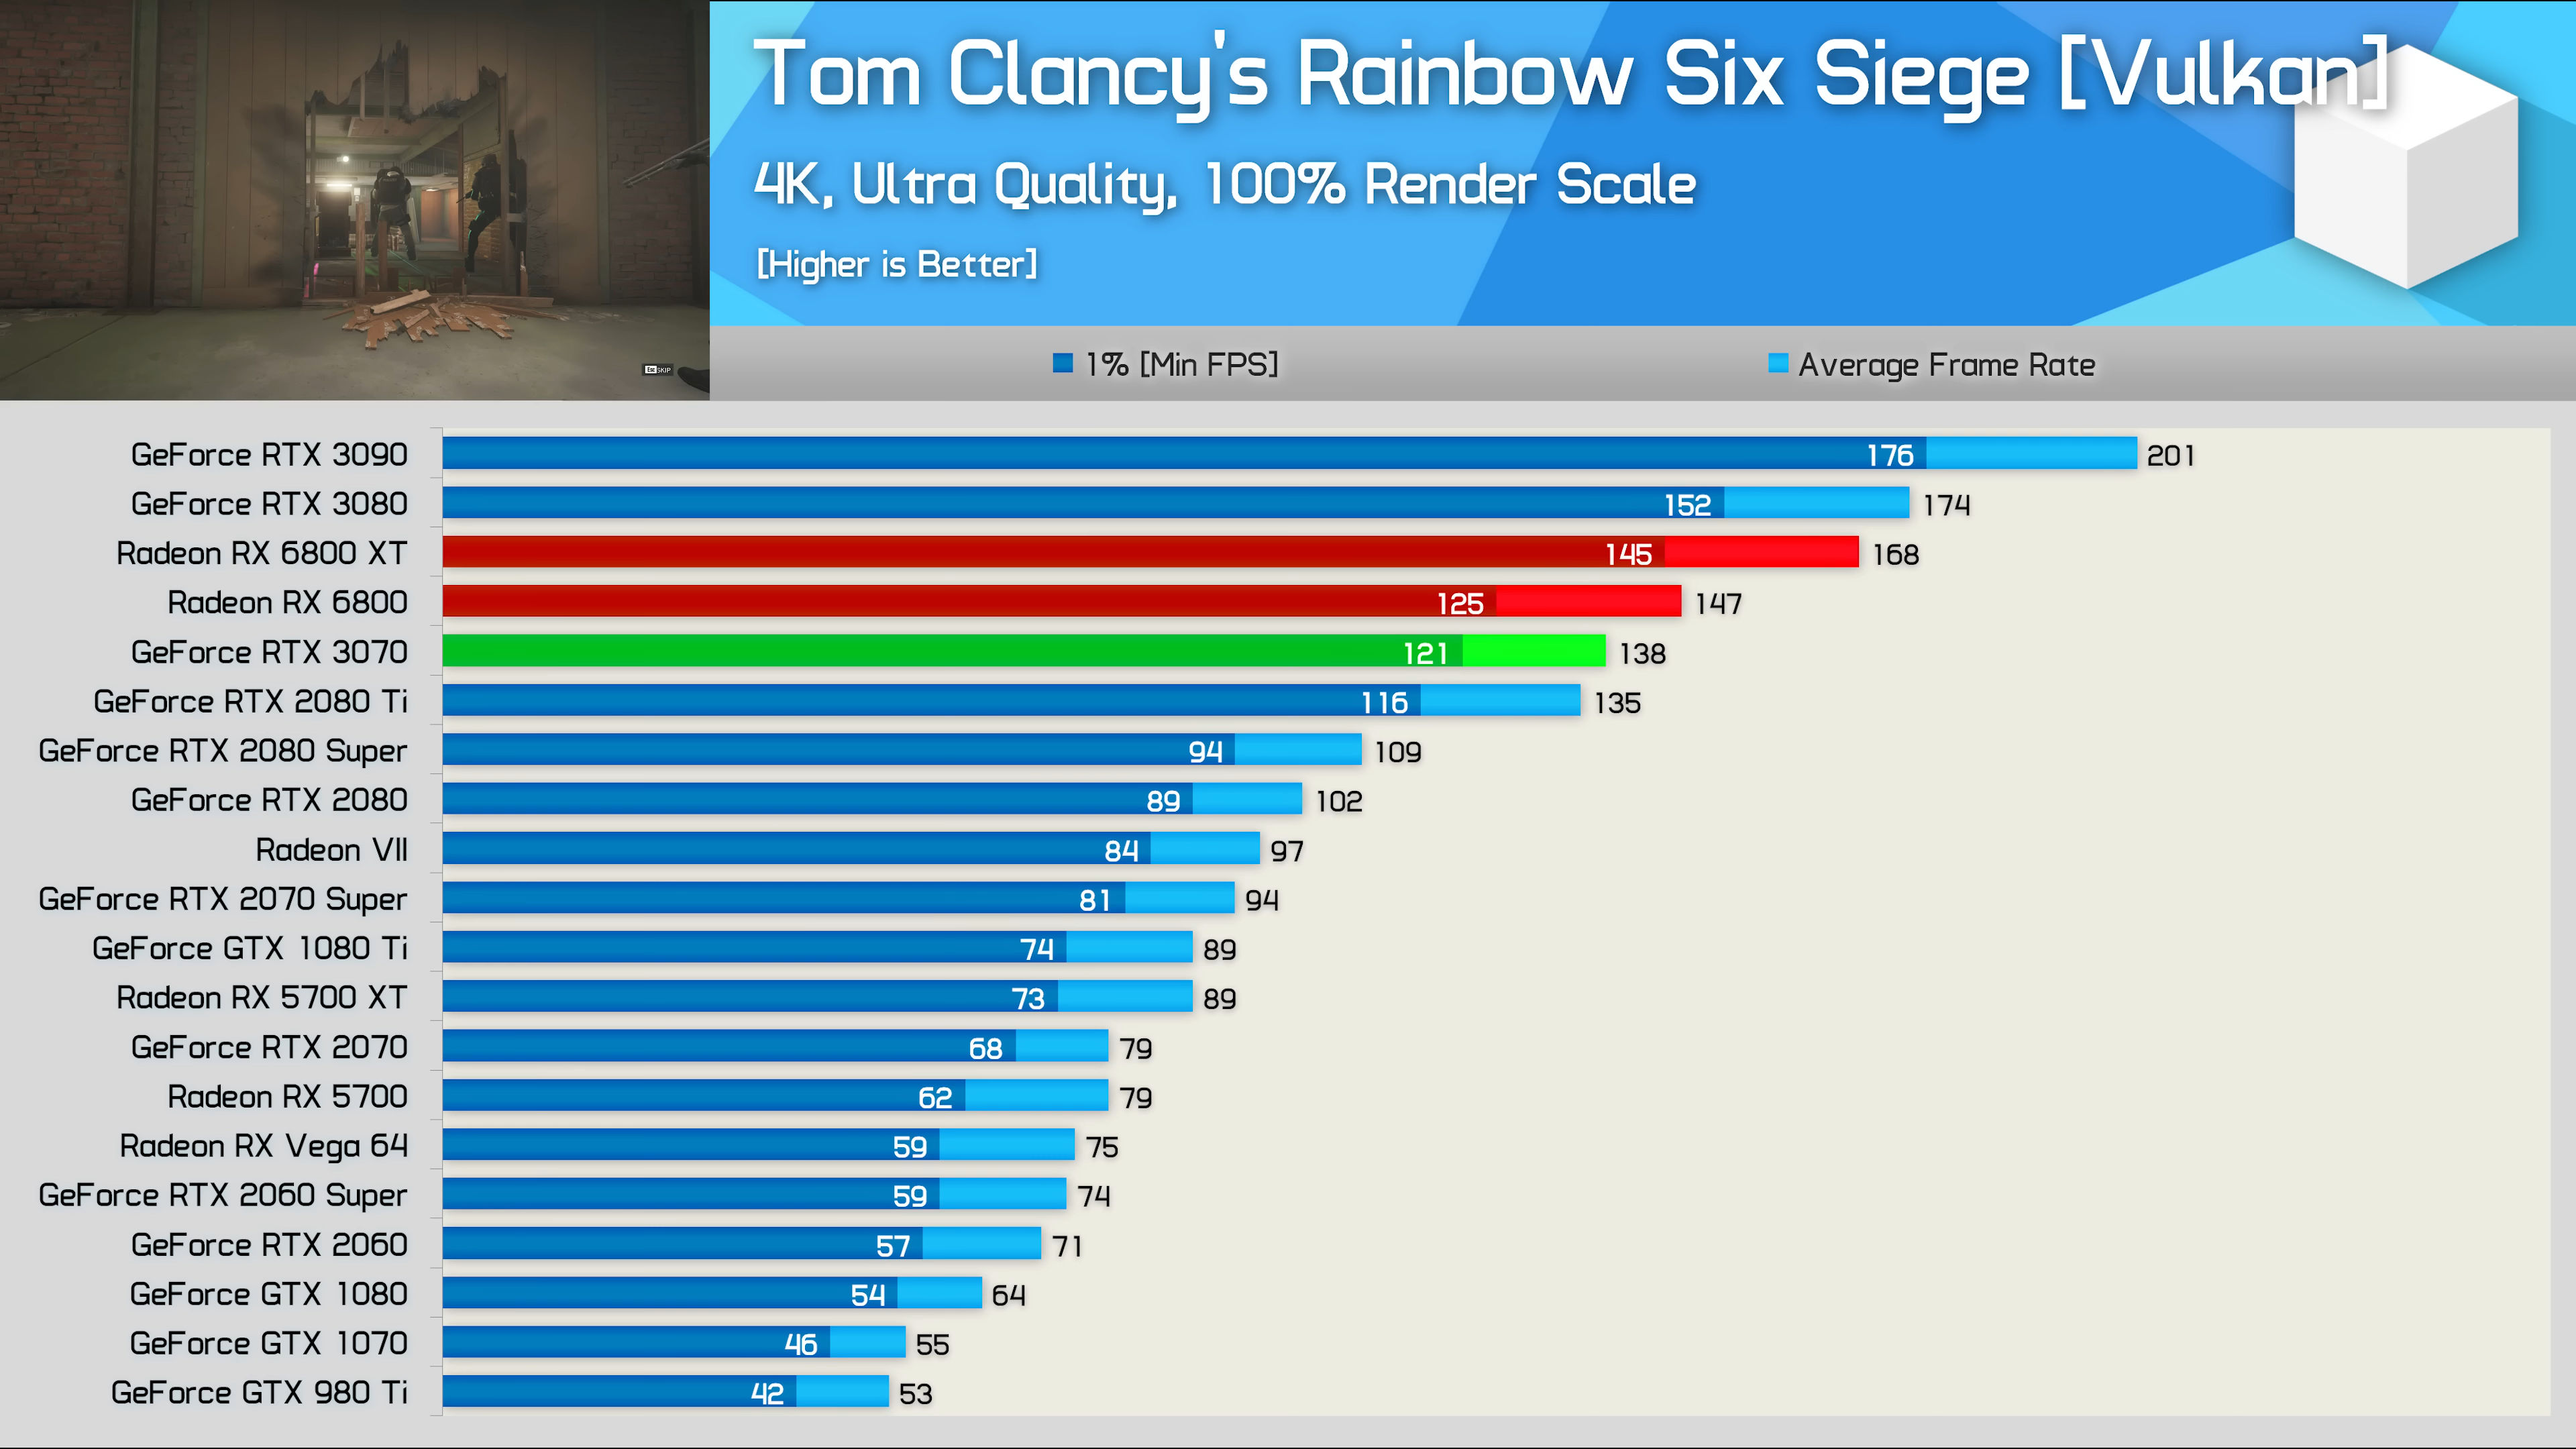 Tom Clancy's Rainbow Six Siege [Vulkan]
4K, Ultra Quality, 100% Render Scale
[Higher is Better]
Esc SKIP
1% [Min FPS] Average Frame Rate
GeForce RTX 3090 176 201
GeForce RTX 3080 152 174
Radeon RX 6800 XT 145 168
Radeon RX 6800 125 147
GeForce RTX 3070 121 138
GeForce RTX 2080 Ti 116 135
GeForce RTX 2080 Super 94 109
GeForce RTX 2080 89 102
Radeon VII 84 97
GeForce RTX 2070 Super 81 94
GeForce GTX 1080 Ti 74 89
Radeon RX 5700 XT 73 89
GeForce RTX 2070 68 79
Radeon RX 5700 62 79
Radeon RX Vega 64 59 75
GeForce RTX 2060 Super 59 74
GeForce RTX 2060 57 71
GeForce GTX 1080 54 64
GeForce GTX 1070 46 55
GeForce GTX 980 Ti 42 53